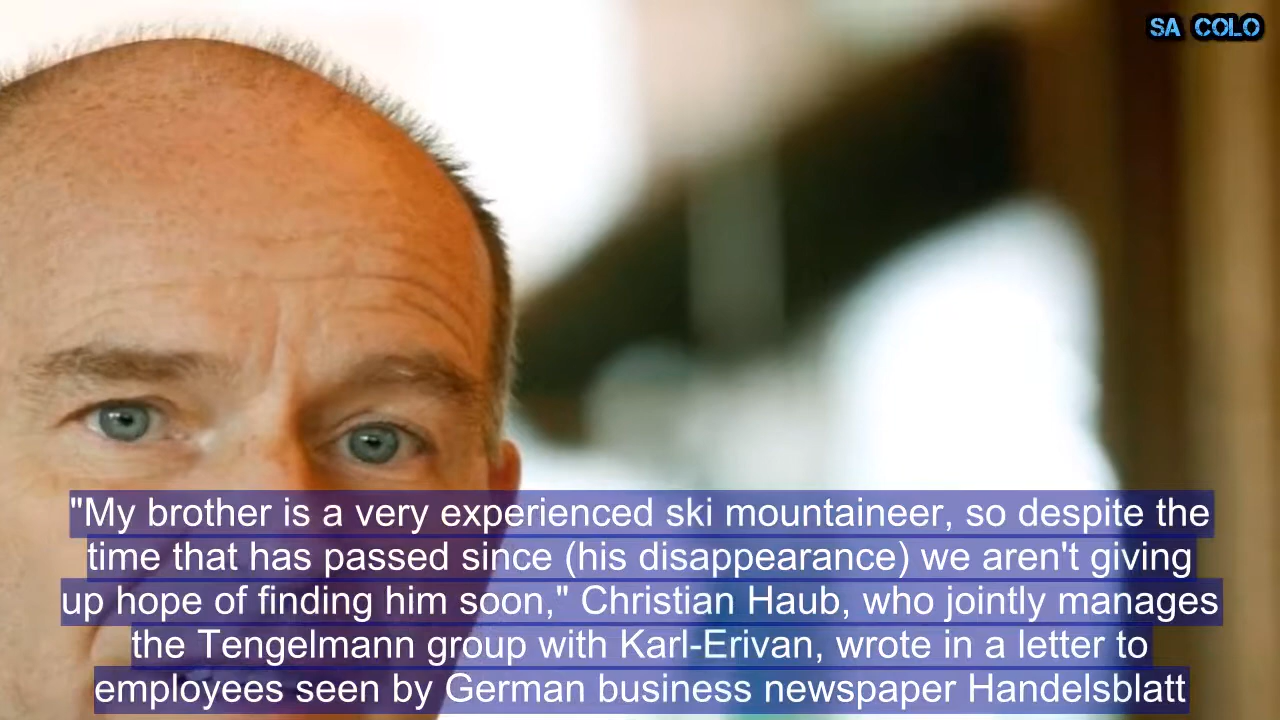 SA COLO
"My brother is a very experienced ski mountaineer, so despite the
time that has passed since (his disappearance) we aren't giving
up hope of finding him soon," Christian Haub, who jointly manages
the Tengelmann group with Karl-Erivan, wrote in a letter to
employees seen by German business newspaper Handelsblatt